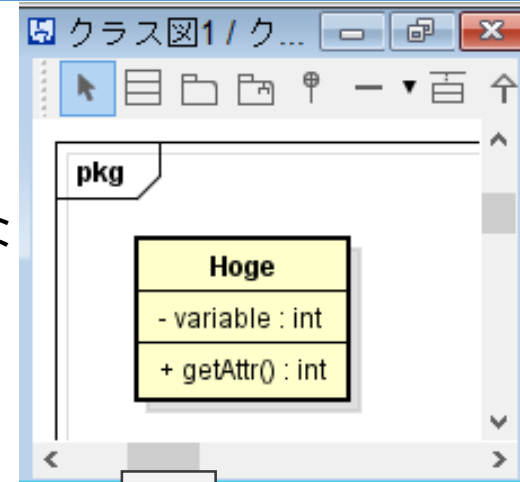 クラス図1 / ク...
pkg
Hoge
- variable : int
+ getAttr() : int